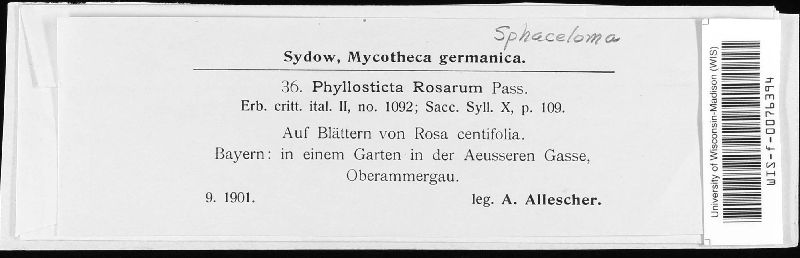 Sphaceloma
Sydow, Mycotheca germanica.
36. Phyllosticta Rosarum Pass.
Erb. critt. ital. II, no. 1092; Sacc. Syll. X, p. 109.
Auf Blättern von Rosa centifolia.
Bayern: in einem Garten in der Aeusseren Gasse,
Oberammergau.
9. 1901. leg. A. Allescher.
University of Wisconsin-Madison (WIS)
WIS-f-0076394